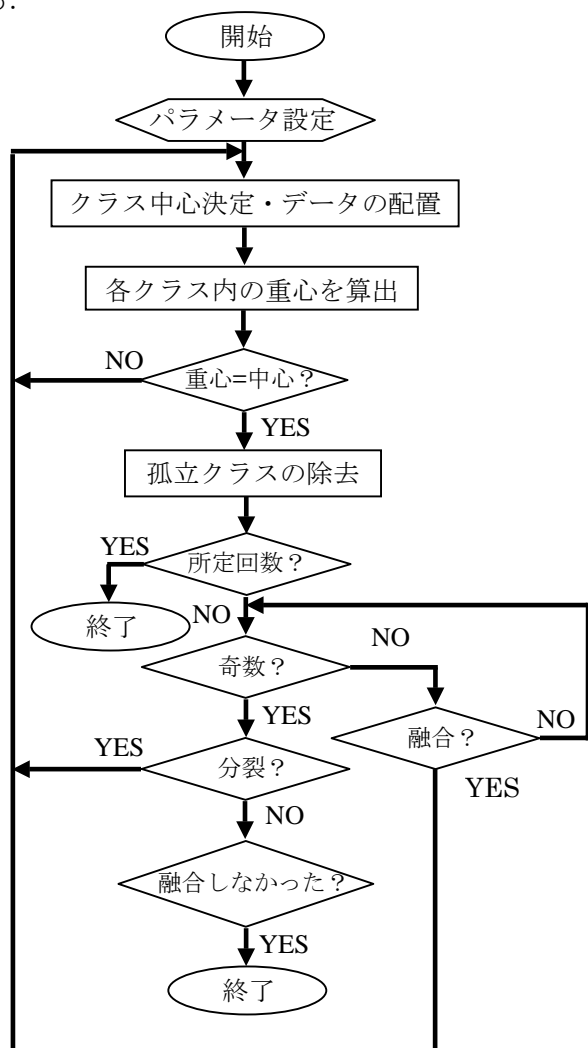 る．
開始
パラメータ設定
クラス中心決定・データの配置
各クラス内の重心を算出
NO
重心=中心？
YES
孤立クラスの除去
YES
所定回数？
終了
NO
NO
奇数？
YES
融合？
NO
YES
YES
分裂？
NO
融合しなかった？
YES
終了